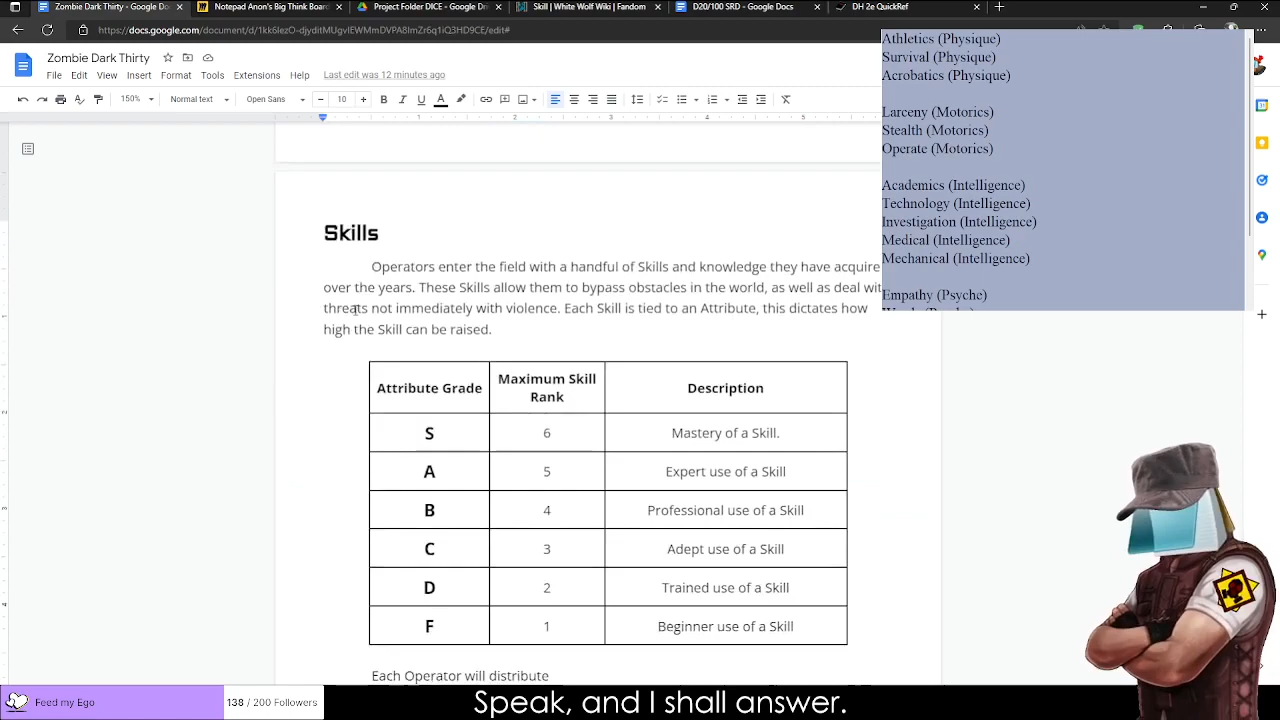 Zombie Dark Thirty - Google Docs
Notepad Anon's Big Think Board
Project Folder DICE - Google Dri
Skill | White Wolf Wiki | Fandom
D00/100 SRD - Google Docs
DH 2e QuickRef
Zombie Dark Thirty
File Edit View Insert Format Tools Extensions Help Last edit was 12 minutes ago
150% Normal text Open Sans 10
1 2 3 4 5
Athletics (Physique)
Survival (Physique)
Acrobatics (Physique)
Larceny (Motorics)
Stealth (Motorics)
Operate (Motorics)
Academics (Intelligence)
Technology (Intelligence)
Investigation (Intelligence)
Medical (Intelligence)
Mechanical (Intelligence)
Empathy (Psyche)
Skills
Operators enter the field with a handful of Skills and knowledge they have acquire
over the years. These Skills allow them to bypass obstacles in the world, as well as deal wit
threats not immediately with violence. Each Skill is tied to an Attribute, this dictates how
high the Skill can be raised.
Attribute Grade Maximum Skill Rank Description
S 6 Mastery of a Skill.
A 5 Expert use of a Skill
B 4 Professional use of a Skill
C 3 Adept use of a Skill
D 2 Trained use of a Skill
F 1 Beginner use of a Skill
Each Operator will distribute
Feed my Ego
138 / 200 Followers
Speak, and I shall answer.